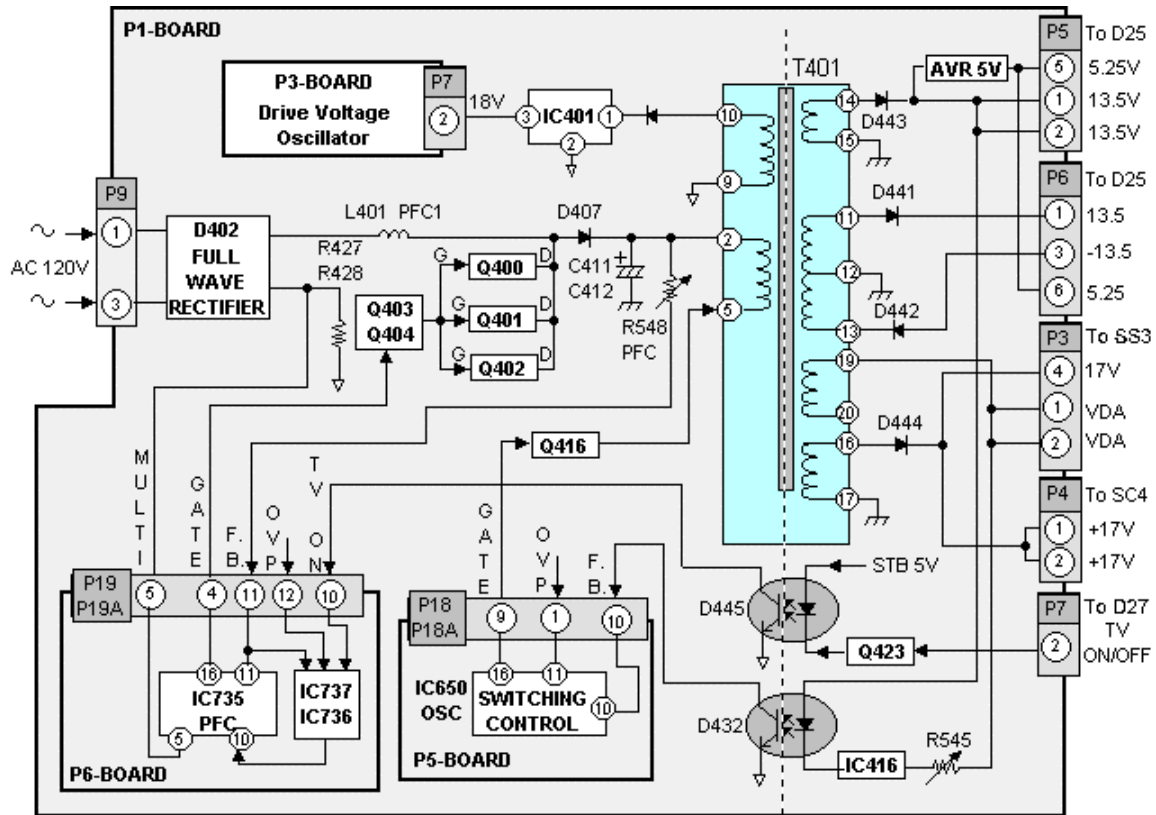 P1-BOARD
P3-BOARD
Drive Voltage
Oscillator
P7
2
18V
3
IC401
1
2
T401
10
9
2
5
14
15
11
12
13
19
20
16
17
D443
AVR 5V
P5
To D25
5
5.25V
1
13.5V
2
13.5V
P6
To D25
1
13.5
3
-13.5
6
5.25
D441
D442
P3
To SS3
4
17V
1
VDA
2
VDA
D444
P4
To SC4
1
+17V
2
+17V
P7
To D27
2
TV
ON/OFF
P9
1
AC 120V
3
D402
FULL
WAVE
RECTIFIER
L401 PFC1
R427
R428
D407
C411
+
C412
R548
PFC
Q403
Q404
G
Q400
D
G
Q401
D
G
Q402
D
Q416
MULTI
GATE
F.B.
OVP
TV ON
GATE
OVP
F.B.
P19
P19A
5
4
11
12
10
16
11
IC735
PFC
5
10
IC737
IC736
P6-BOARD
P18
P18A
9
1
10
16
11
IC650
OSC
SWITCHING
CONTROL
10
P5-BOARD
STB 5V
D445
Q423
D432
IC416
R545